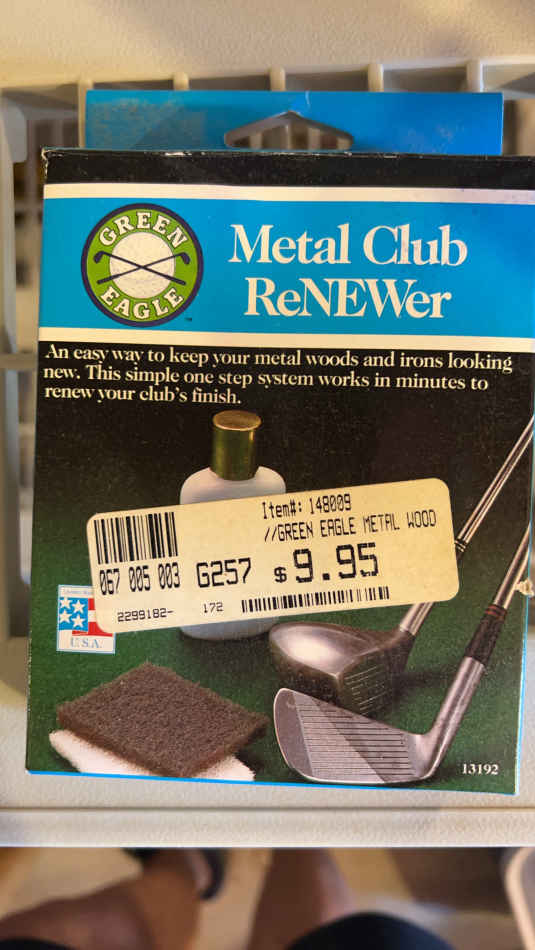 GREEN
EAGLE
TM
Metal Club
ReNEWer
An easy way to keep your metal woods and irons looking
new. This simple one step system works in minutes to
renew your club's finish.
Item#: 148009
//GREEN EAGLE METAL WOOD
067 005 003 G257 $9.95
2299182- 172
U.S.A.
13192